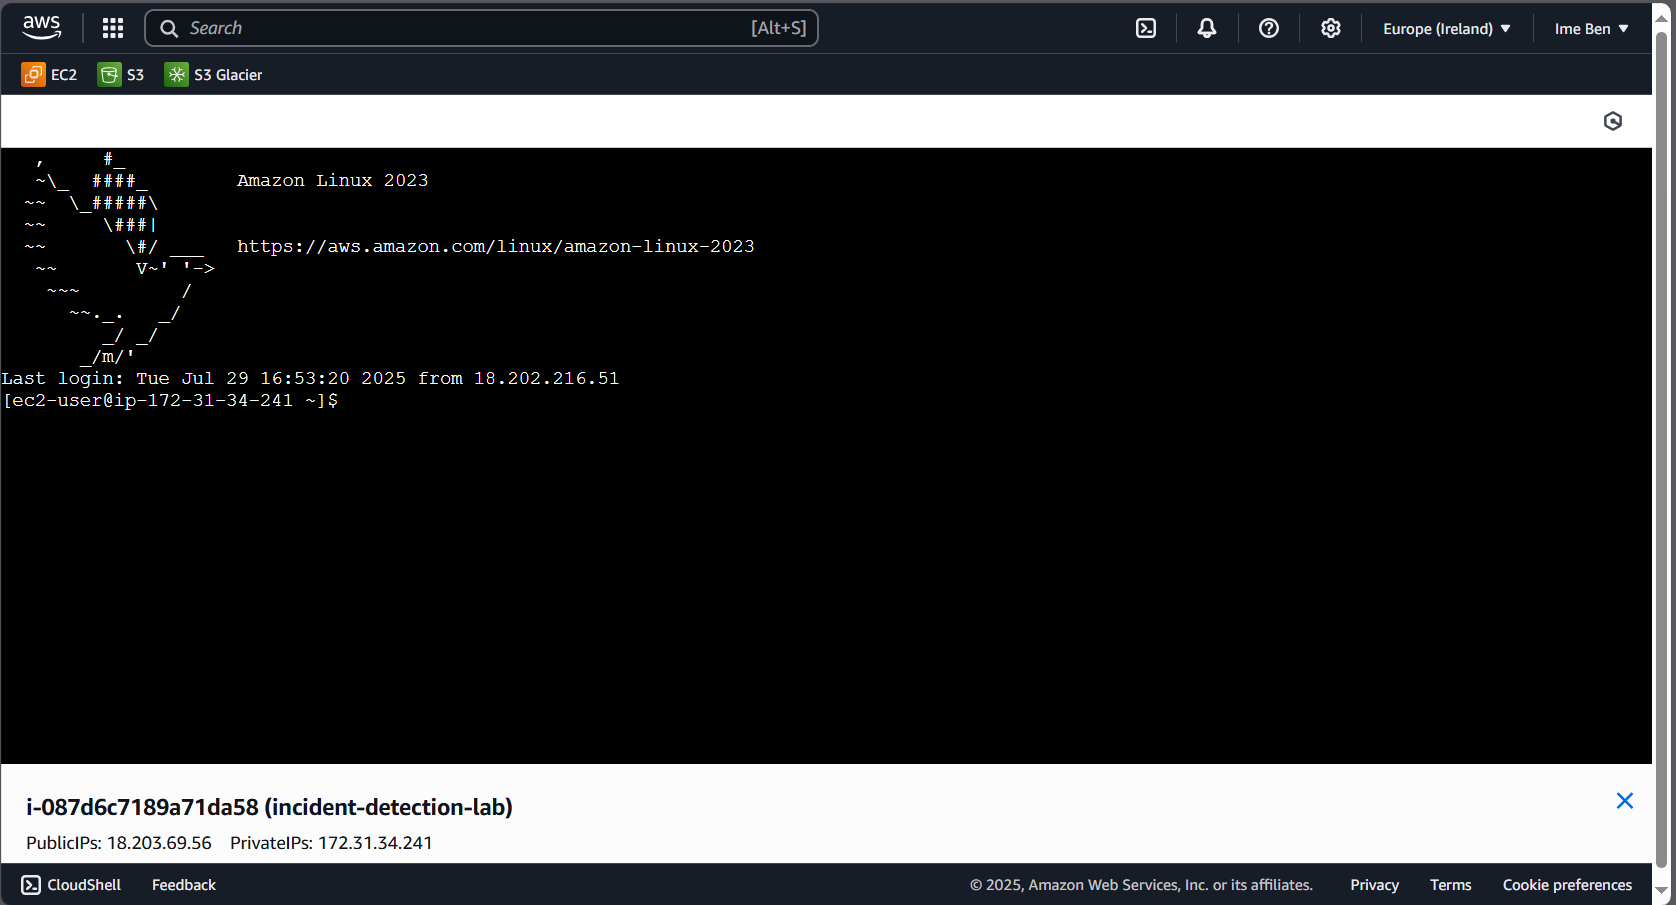 aws
Search [Alt+S] Europe (Ireland) Ime Ben
EC2 S3 S3 Glacier
   ,     #_
   ~\_  ####_        Amazon Linux 2023
  ~~  \_#####\
  ~~     \###|
  ~~       \#/ ___   https://aws.amazon.com/linux/amazon-linux-2023
   ~~       V~' '->
    ~~~         /
      ~~._.   _/
         _/ _/
       _/m/'
Last login: Tue Jul 29 16:53:20 2025 from 18.202.216.51
[ec2-user@ip-172-31-34-241 ~]$
i-087d6c7189a71da58 (incident-detection-lab)
PublicIPs: 18.203.69.56 PrivateIPs: 172.31.34.241
CloudShell Feedback © 2025, Amazon Web Services, Inc. or its affiliates. Privacy Terms Cookie preferences